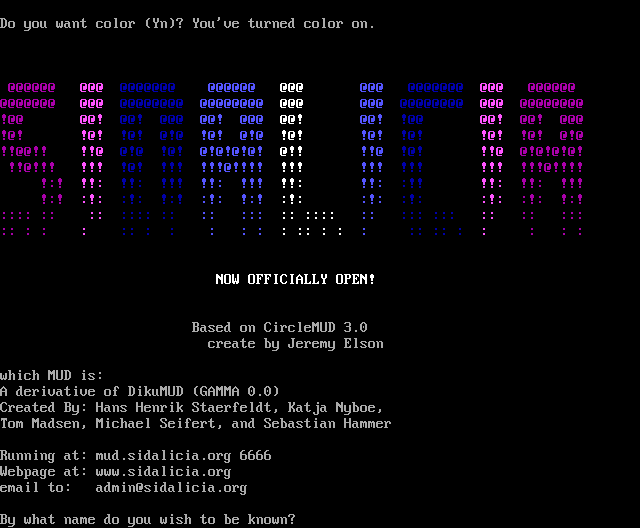 Do you want color (Yn)? You've turned color on.
SIDALICIA
NOW OFFICIALLY OPEN!
Based on CircleMUD 3.0
create by Jeremy Elson
which MUD is:
A derivative of DikuMUD (GAMMA 0.0)
Created By: Hans Henrik Staerfeldt, Katja Nyboe,
Tom Madsen, Michael Seifert, and Sebastian Hammer
Running at: mud.sidalicia.org 6666
Webpage at: www.sidalicia.org
email to: admin@sidalicia.org
By what name do you wish to be known?